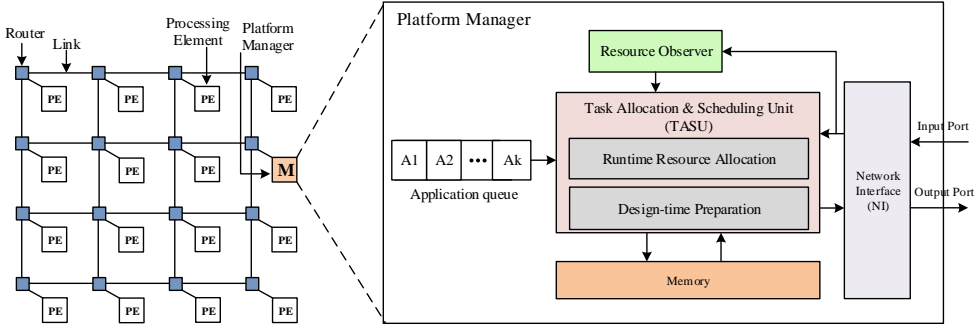 Router
Link
Processing
Element
Platform
Manager
PE
PE
PE
PE
PE
PE
PE
M
PE
PE
PE
PE
PE
PE
PE
PE
Platform Manager
Resource Observer
Task Allocation & Scheduling Unit
(TASU)
Runtime Resource Allocation
Design-time Preparation
A1 A2 ••• Ak
Application queue
Memory
Network
Interface
(NI)
Input Port
Output Port